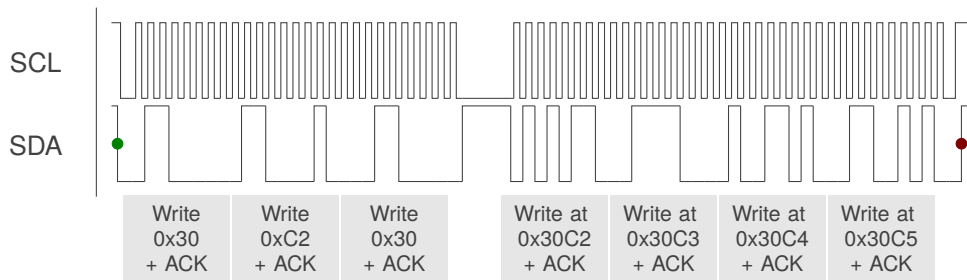 SCL
SDA
Write
0x30
+ ACK
Write
0xC2
+ ACK
Write
0x30
+ ACK
Write at
0x30C2
+ ACK
Write at
0x30C3
+ ACK
Write at
0x30C4
+ ACK
Write at
0x30C5
+ ACK